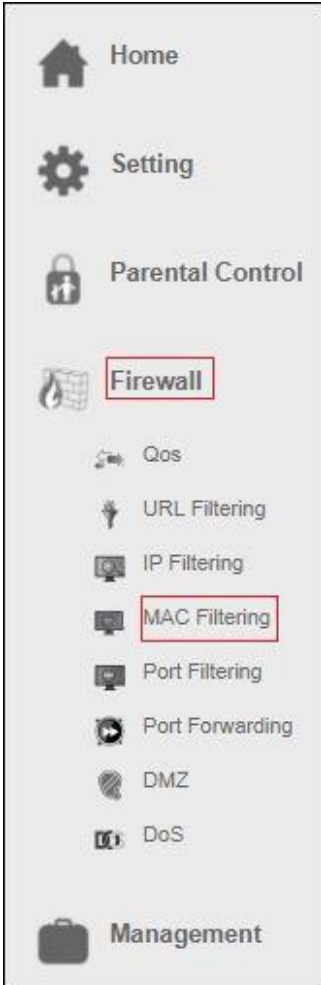 Home
Setting
Parental Control
Firewall
Qos
URL Filtering
IP Filtering
MAC Filtering
Port Filtering
Port Forwarding
DMZ
DoS
Management